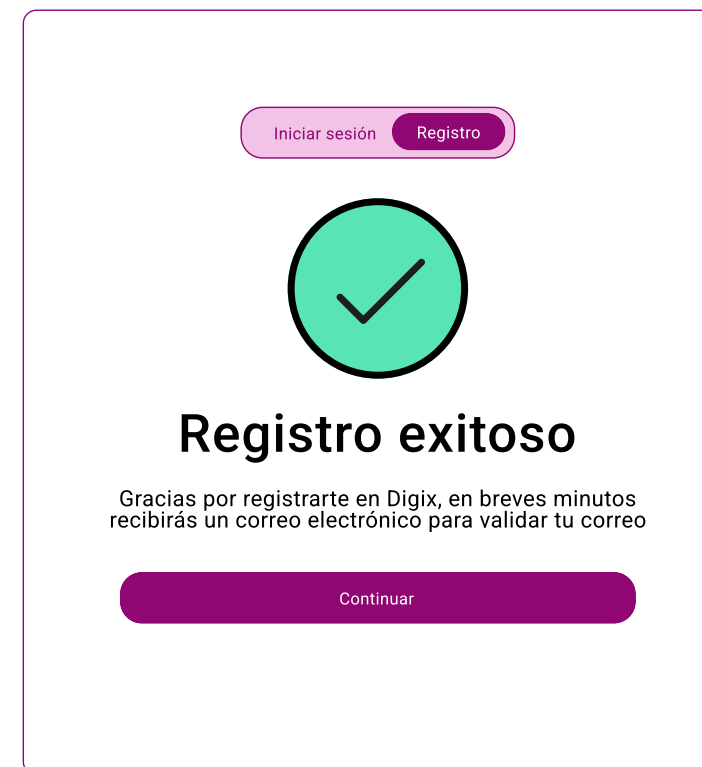 Iniciar sesión Registro
Registro exitoso
Gracias por registrarte en Digix, en breves minutos
recibirás un correo electrónico para validar tu correo
Continuar